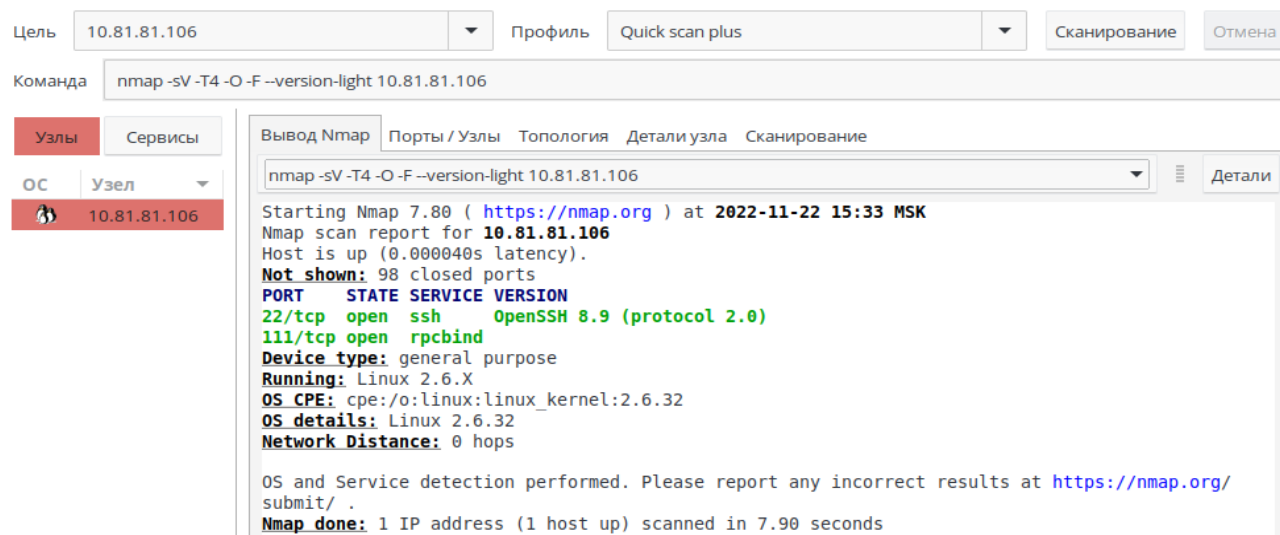 Цель 10.81.81.106 Профиль Quick scan plus Сканирование Отмена
Команда nmap -sV -T4 -O -F --version-light 10.81.81.106
Узлы Сервисы
ОС Узел
10.81.81.106
Вывод Nmap Порты / Узлы Топология Детали узла Сканирование
nmap -sV -T4 -O -F --version-light 10.81.81.106 Детали
Starting Nmap 7.80 ( https://nmap.org ) at 2022-11-22 15:33 MSK
Nmap scan report for 10.81.81.106
Host is up (0.000040s latency).
Not shown: 98 closed ports
PORT    STATE SERVICE VERSION
22/tcp  open  ssh     OpenSSH 8.9 (protocol 2.0)
111/tcp open  rpcbind
Device type: general purpose
Running: Linux 2.6.X
OS CPE: cpe:/o:linux:linux_kernel:2.6.32
OS details: Linux 2.6.32
Network Distance: 0 hops
OS and Service detection performed. Please report any incorrect results at https://nmap.org/
submit/ .
Nmap done: 1 IP address (1 host up) scanned in 7.90 seconds